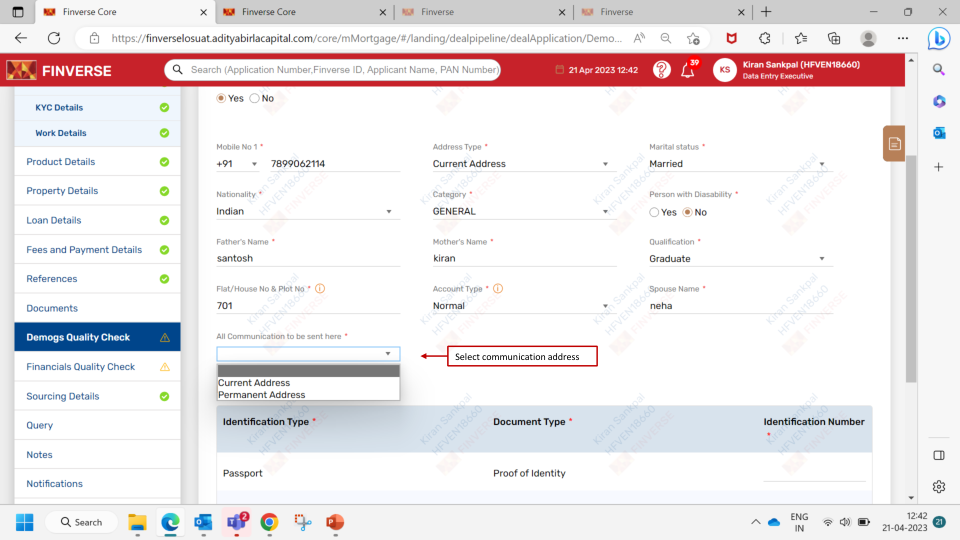 Finverse Core
Finverse Core
Finverse
Finverse
https://finverselosuat.adityabirlacapital.com/core/mMortgage/#/landing/dealpipeline/dealApplication/Demo...
FINVERSE
Search (Application Number,Finverse ID, Applicant Name, PAN Number)
21 Apr 2023 12:42
39
KS
Kiran Sankpal (HFVEN18660)
Data Entry Executive
KYC Details
Work Details
Product Details
Property Details
Loan Details
Fees and Payment Details
References
Documents
Demogs Quality Check
Financials Quality Check
Sourcing Details
Query
Notes
Notifications
Yes No
Mobile No 1 * Address Type * Marital status *
+91 7899062114 Current Address Married
Nationality * Category * Person with Diasability *
Indian GENERAL Yes No
Father's Name * Mother's Name * Qualification *
santosh kiran Graduate
Flat/House No & Plot No * Account Type * Spouse Name *
701 Normal neha
All Communication to be sent here *
Select communication address
Current Address
Permanent Address
Identification Type * Document Type * Identification Number *
Passport Proof of Identity
Kiran Sankpal
HFVEN18660
FINVERSE
Search
2
ENG
IN
12:42
21-04-2023
21